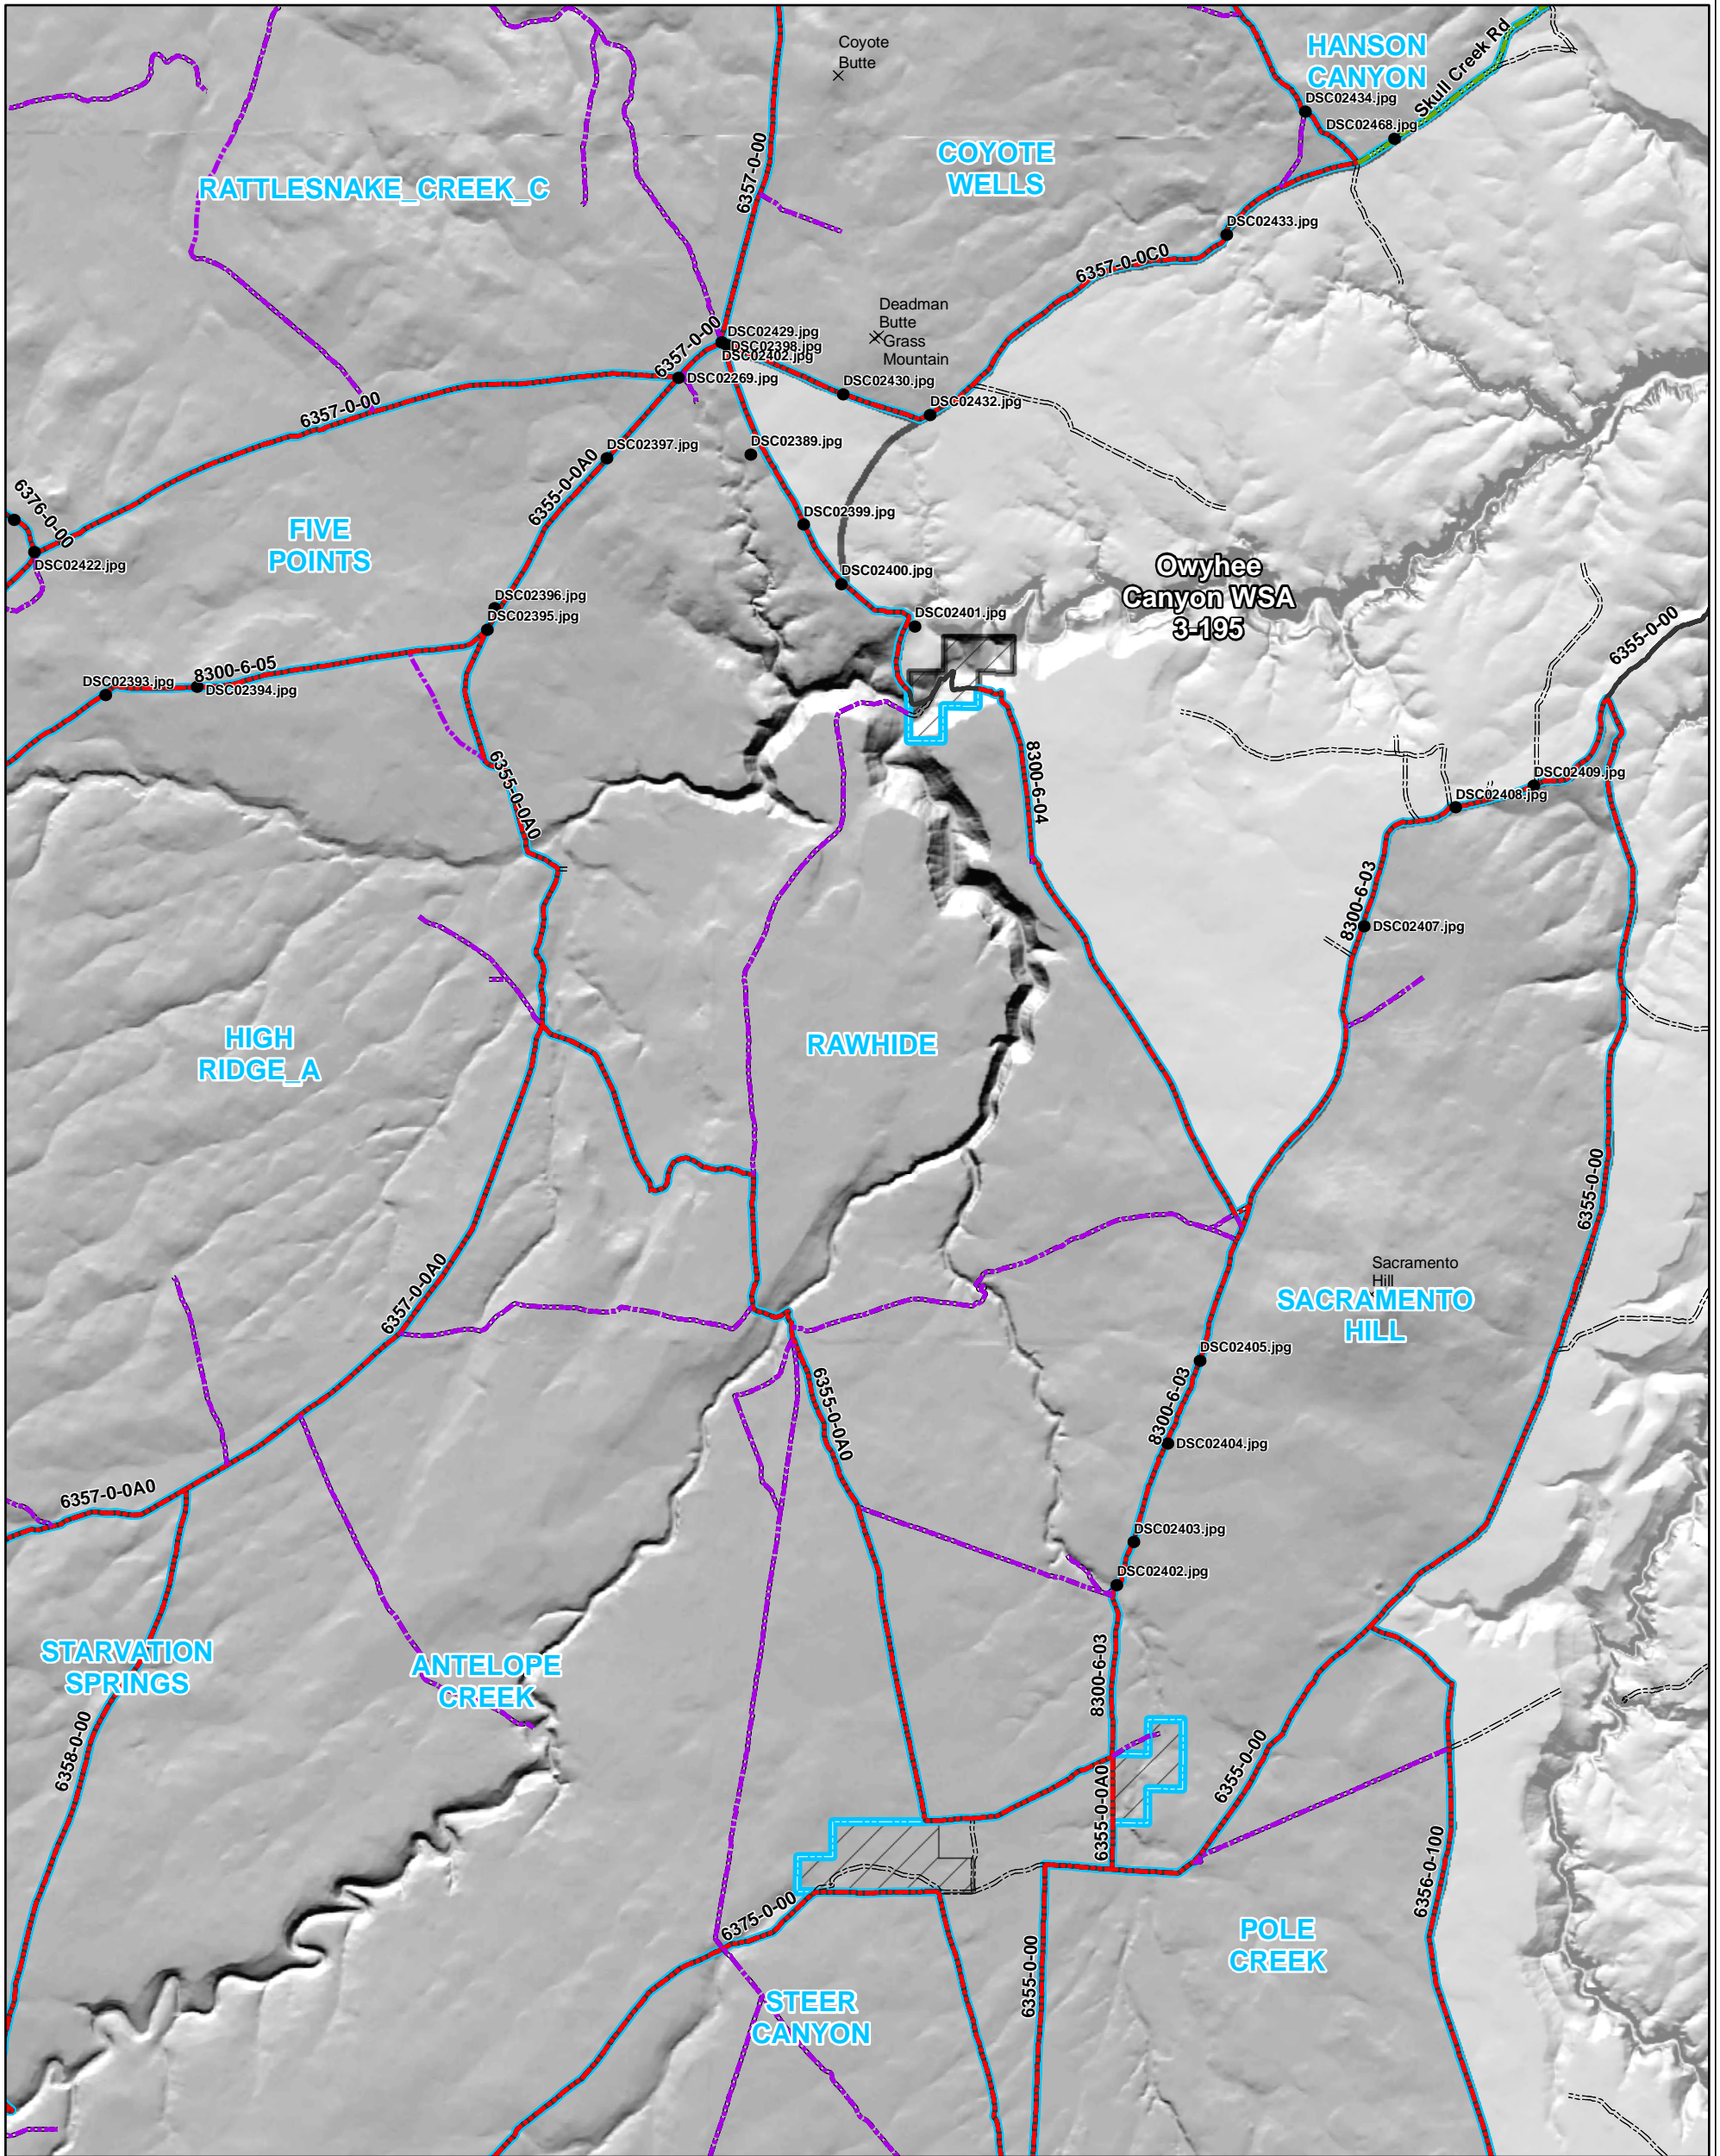 Coyote
Butte
HANSON
CANYON
Skull Creek Rd
DSC02434.jpg
DSC02468.jpg
6357-0-00
COYOTE
WELLS
RATTLESNAKE_CREEK_C
DSC02433.jpg
6357-0-0C0
Deadman
Butte
Grass
Mountain
6357-0-00
DSC02429.jpg
DSC02398.jpg
DSC02402.jpg
DSC02269.jpg
DSC02430.jpg
DSC02432.jpg
6357-0-00
DSC02397.jpg
DSC02389.jpg
6355-0-0A0
6376-0-00
FIVE
POINTS
DSC02399.jpg
DSC02422.jpg
DSC02400.jpg
Owyhee
Canyon WSA
3-195
DSC02396.jpg
DSC02395.jpg
DSC02401.jpg
6355-0-00
8300-6-05
DSC02393.jpg
DSC02394.jpg
6355-0-0A0
8300-6-04
DSC02409.jpg
DSC02408.jpg
8300-6-03
DSC02407.jpg
HIGH
RIDGE_A
RAWHIDE
6355-0-00
6357-0-0A0
Sacramento
Hill
SACRAMENTO
HILL
DSC02405.jpg
6355-0-0A0
8300-6-03
DSC02404.jpg
6357-0-0A0
DSC02403.jpg
DSC02402.jpg
STARVATION
SPRINGS
ANTELOPE
CREEK
8300-6-03
6358-0-00
6355-0-00
6355-0-0A0
6356-0-100
6375-0-00
POLE
CREEK
6355-0-00
STEER
CANYON